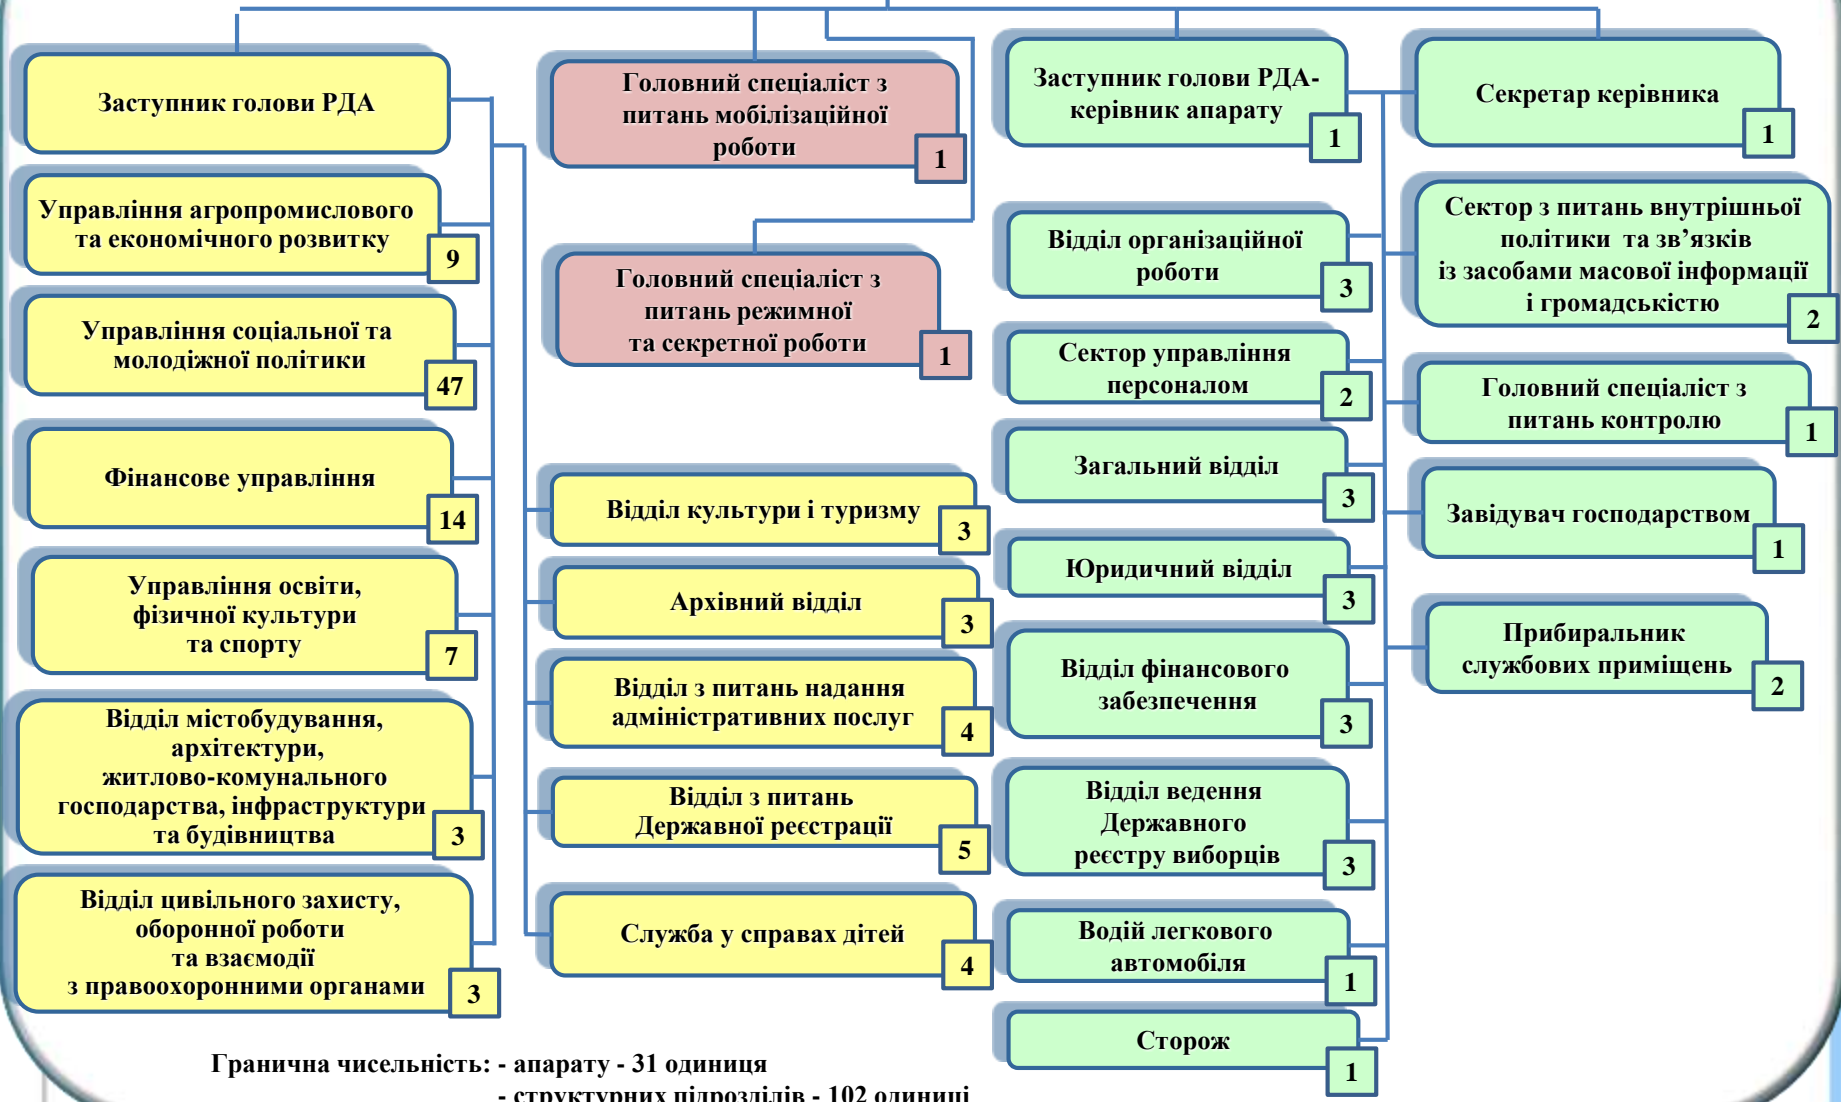 Заступник голови РДА
Управління агропромислового
та економічного розвитку
9
Управління соціальної та
молодіжної політики
47
Фінансове управління
14
Управління освіти,
фізичної культури
та спорту
7
Відділ містобудування,
архітектури,
житлово-комунального
господарства, інфраструктури
та будівництва
3
Відділ цивільного захисту,
оборонної роботи
та взаємодії
з правоохоронними органами
3
Головний спеціаліст з
питань мобілізаційної
роботи
1
Головний спеціаліст з
питань режимної
та секретної роботи
1
Відділ культури і туризму
3
Архівний відділ
3
Відділ з питань надання
адміністративних послуг
4
Відділ з питань
Державної реєстрації
5
Служба у справах дітей
4
Заступник голови РДА-
керівник апарату
1
Відділ організаційної
роботи
3
Сектор управління
персоналом
2
Загальний відділ
3
Юридичний відділ
3
Відділ фінансового
забезпечення
3
Відділ ведення
Державного
реєстру виборців
3
Водій легкового
автомобіля
1
Сторож
1
Секретар керівника
1
Сектор з питань внутрішньої
політики та зв’язків
із засобами масової інформації
і громадськістю
2
Головний спеціаліст з
питань контролю
1
Завідувач господарством
1
Прибиральник
службових приміщень
2
Гранична чисельність: - апарату - 31 одиниця
- структурних підрозділів - 102 одиниці